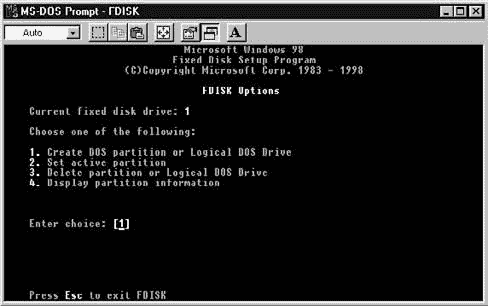 MS-DOS Prompt - FDISK
Auto
A
Microsoft Windows 98
Fixed Disk Setup Program
(C)Copyright Microsoft Corp. 1983 - 1998
FDISK Options
Current fixed disk drive: 1
Choose one of the following:
1. Create DOS partition or Logical DOS Drive
2. Set active partition
3. Delete partition or Logical DOS Drive
4. Display partition information
Enter choice: [1]
Press Esc to exit FDISK